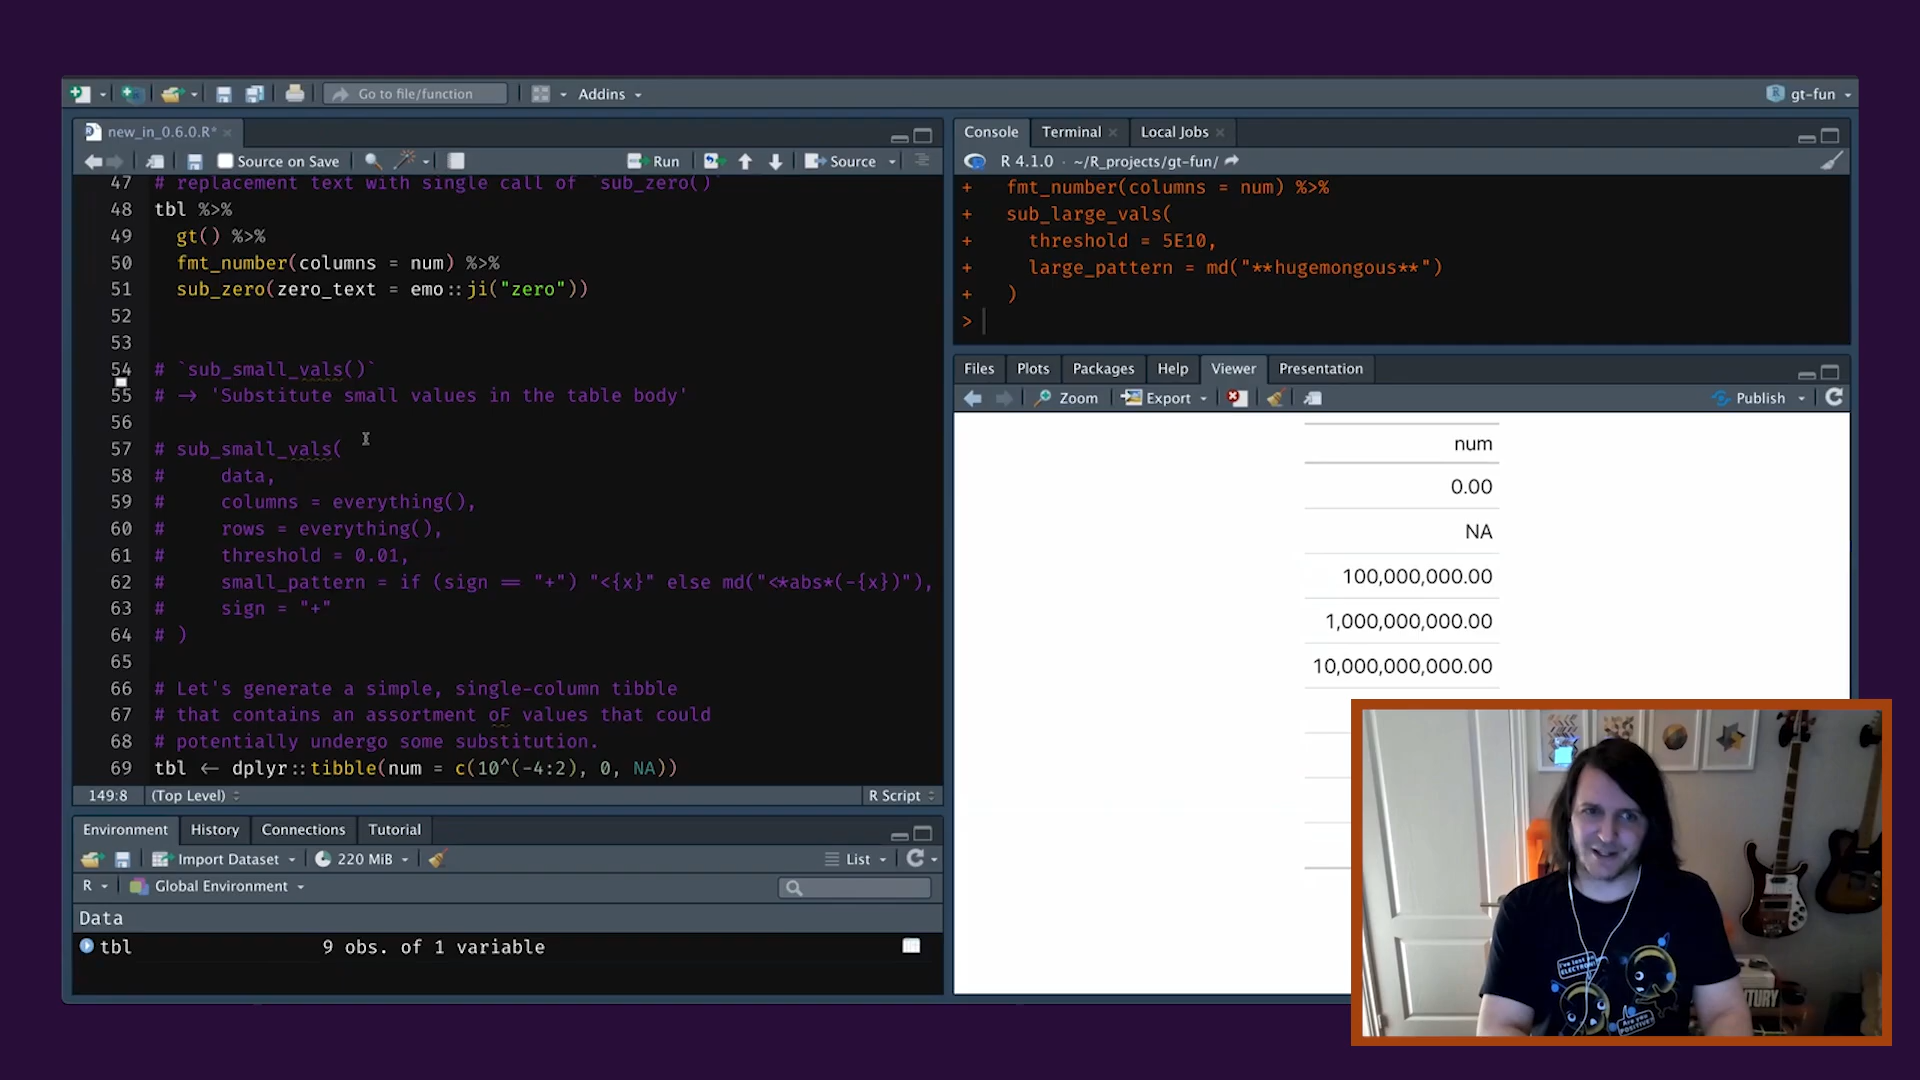 Go to file/function
Addins
gt-fun
new_in_0.6.0.R*
Source on Save
Run
Source
47 # replacement text with single call of `sub_zero()`
48 tbl %>%
49 gt() %>%
50 fmt_number(columns = num) %>%
51 sub_zero(zero_text = emo::ji("zero"))
52
53
54 # `sub_small_vals()`
55 # -> 'Substitute small values in the table body'
56
57 # sub_small_vals(
58 # data,
59 # columns = everything(),
60 # rows = everything(),
61 # threshold = 0.01,
62 # small_pattern = if (sign == "+") "<{x}" else md("<*abs*(-{x})"),
63 # sign = "+"
64 # )
65
66 # Let's generate a simple, single-column tibble
67 # that contains an assortment oF values that could
68 # potentially undergo some substitution.
69 tbl <- dplyr::tibble(num = c(10^(-4:2), 0, NA))
149:8 (Top Level) R Script
Environment History Connections Tutorial
Import Dataset 220 MiB List
R Global Environment
Data
tbl 9 obs. of 1 variable
Console Terminal Local Jobs
R 4.1.0 · ~/R_projects/gt-fun/
+ fmt_number(columns = num) %>%
+ sub_large_vals(
+ threshold = 5E10,
+ large_pattern = md("**hugemongous**")
+ )
>
Files Plots Packages Help Viewer Presentation
Zoom Export Publish
num
0.00
NA
100,000,000.00
1,000,000,000.00
10,000,000,000.00
I've lost an
ELECTRON!
Are you
POSITIVE?